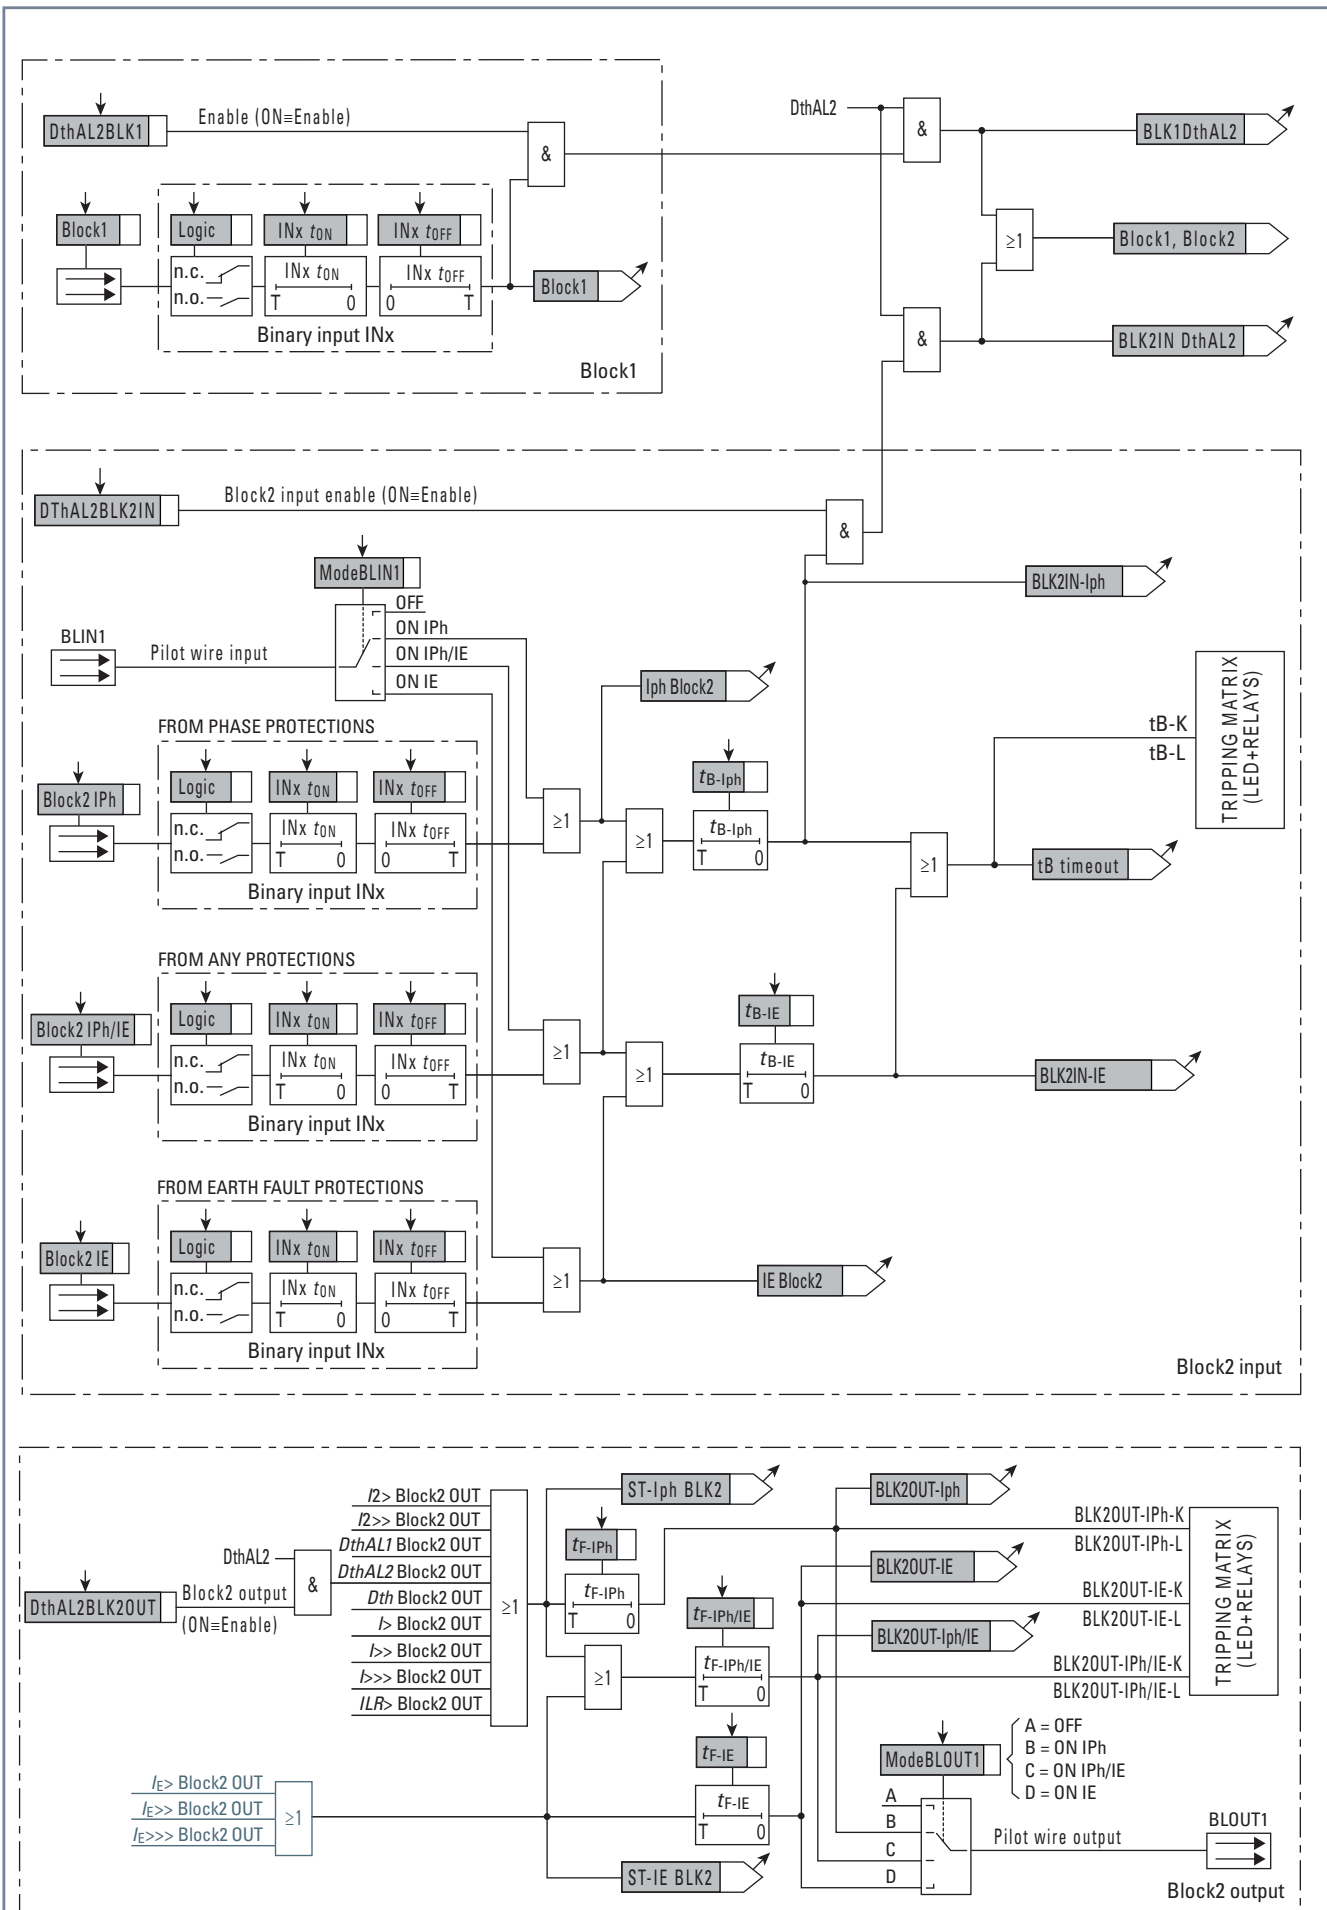 DthAL2BLK1
Enable (ON≡Enable)
&
DthAL2
&
BLK1DthAL2
Block1
Logic
INx tON
INx tOFF
n.c.
n.o.
INx tON
T 0
INx tOFF
0 T
Binary input INx
Block1
Block1
≥1
Block1, Block2
&
BLK2IN DthAL2
DThAL2BLK2IN
Block2 input enable (ON≡Enable)
&
ModeBLIN1
OFF
ON IPh
ON IPh/IE
ON IE
BLIN1
Pilot wire input
BLK2IN-Iph
Iph Block2
TRIPPING MATRIX
(LED+RELAYS)
tB-K
tB-L
FROM PHASE PROTECTIONS
Block2 IPh
Logic
INx tON
INx tOFF
n.c.
n.o.
INx tON
T 0
INx tOFF
0 T
Binary input INx
≥1
≥1
tB-Iph
tB-Iph
T 0
≥1
tB timeout
FROM ANY PROTECTIONS
Block2 IPh/IE
Logic
INx tON
INx tOFF
n.c.
n.o.
INx tON
T 0
INx tOFF
0 T
Binary input INx
≥1
≥1
tB-IE
tB-IE
T 0
BLK2IN-IE
FROM EARTH FAULT PROTECTIONS
Block2 IE
Logic
INx tON
INx tOFF
n.c.
n.o.
INx tON
T 0
INx tOFF
0 T
Binary input INx
≥1
IE Block2
Block2 input
DthAL2
DthAL2BLK2OUT
Block2 output
(ON≡Enable)
&
I2> Block2 OUT
I2>> Block2 OUT
DthAL1 Block2 OUT
DthAL2 Block2 OUT
Dth Block2 OUT
I> Block2 OUT
I>> Block2 OUT
I>>> Block2 OUT
ILR> Block2 OUT
≥1
ST-Iph BLK2
tF-IPh
tF-IPh
T 0
≥1
tF-IPh/IE
tF-IPh/IE
T 0
BLK2OUT-Iph
BLK2OUT-IE
BLK2OUT-Iph/IE
BLK2OUT-IPh-K
BLK2OUT-IPh-L
BLK2OUT-IE-K
BLK2OUT-IE-L
BLK2OUT-IPh/IE-K
BLK2OUT-IPh/IE-L
TRIPPING MATRIX
(LED+RELAYS)
IE> Block2 OUT
IE>> Block2 OUT
IE>>> Block2 OUT
≥1
tF-IE
tF-IE
T 0
ST-IE BLK2
ModeBLOUT1
A = OFF
B = ON IPh
C = ON IPh/IE
D = ON IE
A
B
C
D
Pilot wire output
BLOUT1
Block2 output